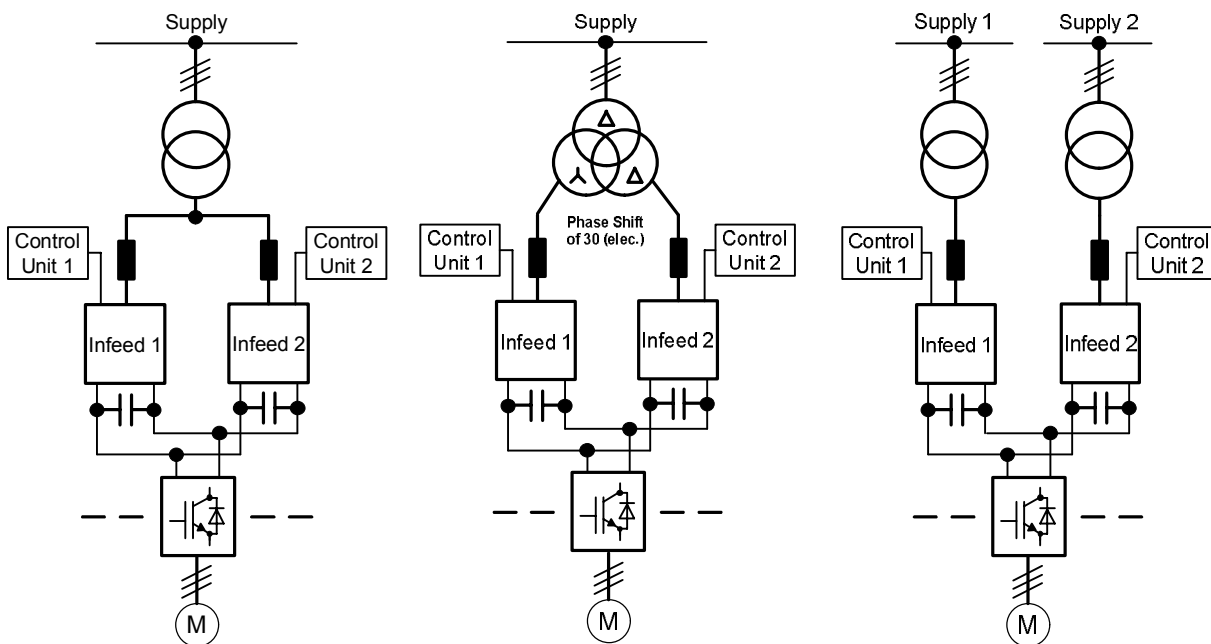 Supply
Control
Unit 1
Control
Unit 2
Infeed 1
Infeed 2
M
Supply
Phase Shift
of 30 (elec.)
Control
Unit 1
Control
Unit 2
Infeed 1
Infeed 2
M
Supply 1
Supply 2
Control
Unit 1
Control
Unit 2
Infeed 1
Infeed 2
M